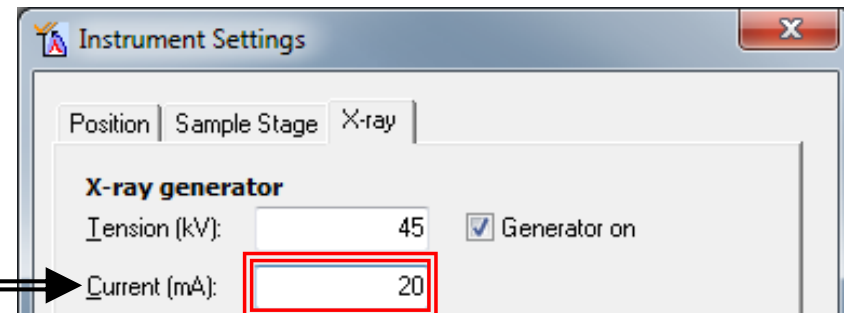 Instrument Settings
Position Sample Stage X-ray
X-ray generator
Tension (kV): 45 Generator on
Current (mA): 20